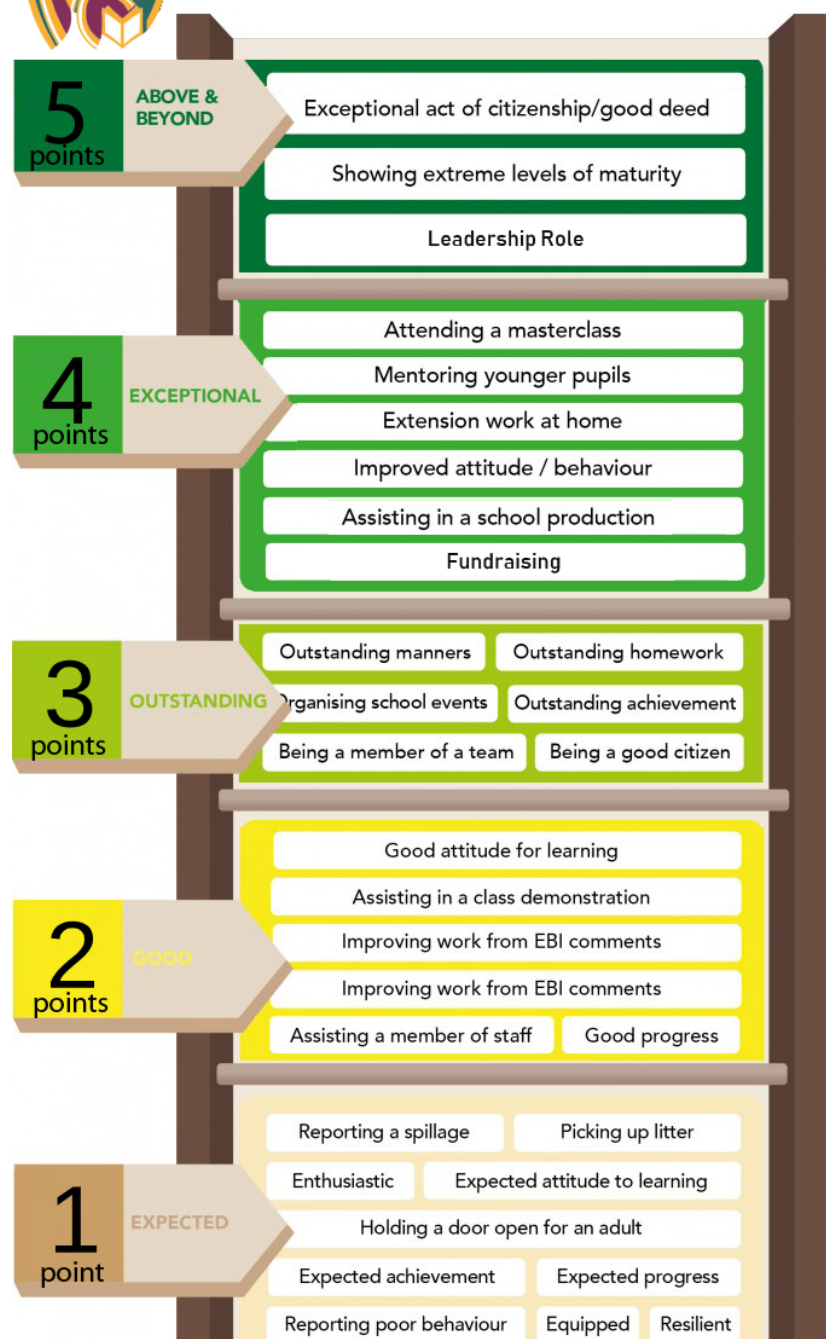 5
points
ABOVE &
BEYOND
Exceptional act of citizenship/good deed
Showing extreme levels of maturity
Leadership Role
4
points
EXCEPTIONAL
Attending a masterclass
Mentoring younger pupils
Extension work at home
Improved attitude / behaviour
Assisting in a school production
Fundraising
3
points
OUTSTANDING
Outstanding manners Outstanding homework
Organising school events Outstanding achievement
Being a member of a team Being a good citizen
2
points
GOOD
Good attitude for learning
Assisting in a class demonstration
Improving work from EBI comments
Improving work from EBI comments
Assisting a member of staff Good progress
1
point
EXPECTED
Reporting a spillage Picking up litter
Enthusiastic Expected attitude to learning
Holding a door open for an adult
Expected achievement Expected progress
Reporting poor behaviour Equipped Resilient